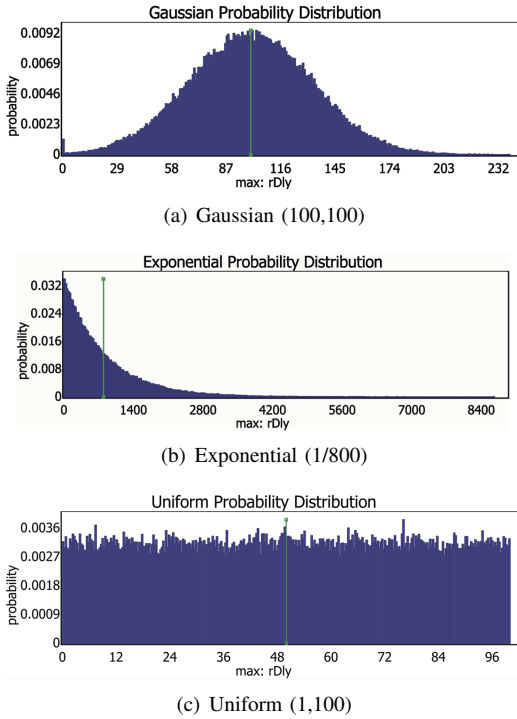 Gaussian Probability Distribution
probability
0.0092
0.0069
0.0046
0.0023
0
0 29 58 87 116 145 174 203 232
max: rDly
(a) Gaussian (100,100)
Exponential Probability Distribution
probability
0.032
0.024
0.016
0.008
0
0 1400 2800 4200 5600 7000 8400
max: rDly
(b) Exponential (1/800)
Uniform Probability Distribution
probability
0.0036
0.0027
0.0018
0.0009
0
0 12 24 36 48 60 72 84 96
max: rDly
(c) Uniform (1,100)